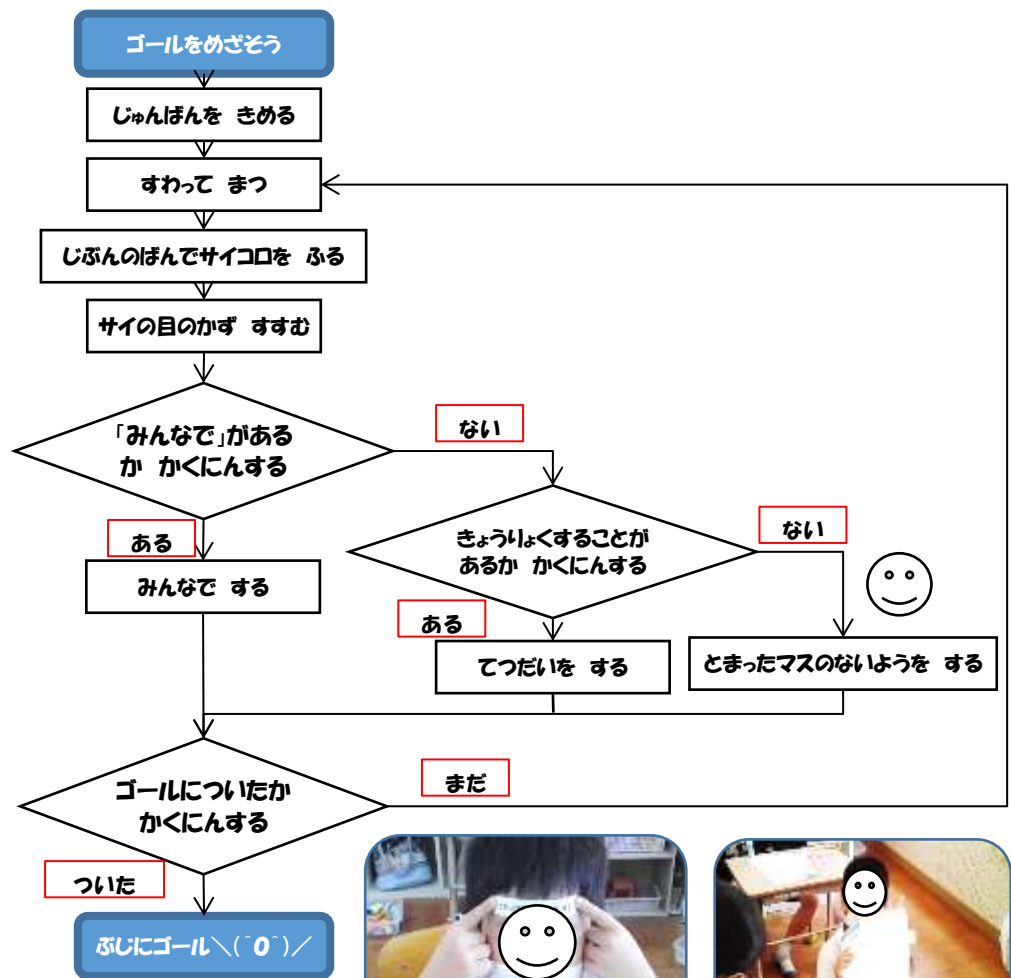 ゴールをめざそう
じゅんばんを きめる
すわって まつ
じぶんのばんでサイコロを ふる
サイの目のかず すすむ
「みんなで」がある
か かくにんする
ない
ある
みんなで する
きょうりょくすることが
あるか かくにんする
ない
ある
てつだいを する
とまったマスのないようを する
ゴールについたか
かくにんする
まだ
ついた
ぶじにゴール＼(＾0＾)／